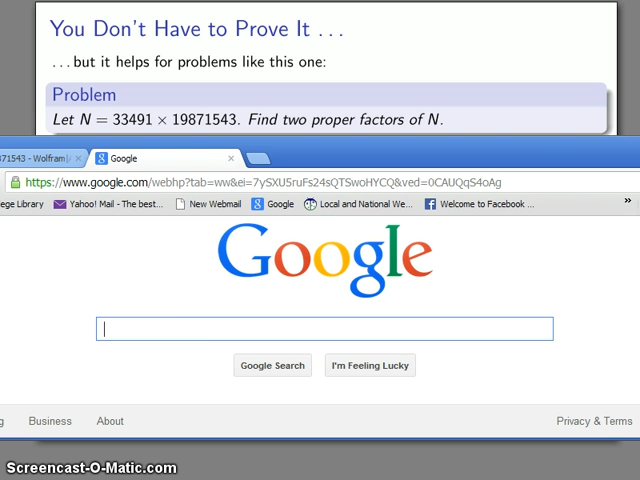 You Don't Have to Prove It ...
... but it helps for problems like this one:
Problem
Let N = 33491 × 19871543. Find two proper factors of N.
371543 - Wolfram|A
Google
https://www.google.com/webhp?tab=ww&ei=7ySXU5ruFs24sQTSwoHYCQ&ved=0CAUQqS4oAg
ege Library Yahoo! Mail - The best... New Webmail Google Local and National We... Welcome to Facebook ... »
Google
Google Search I'm Feeling Lucky
g Business About Privacy & Terms
Screencast-O-Matic.com